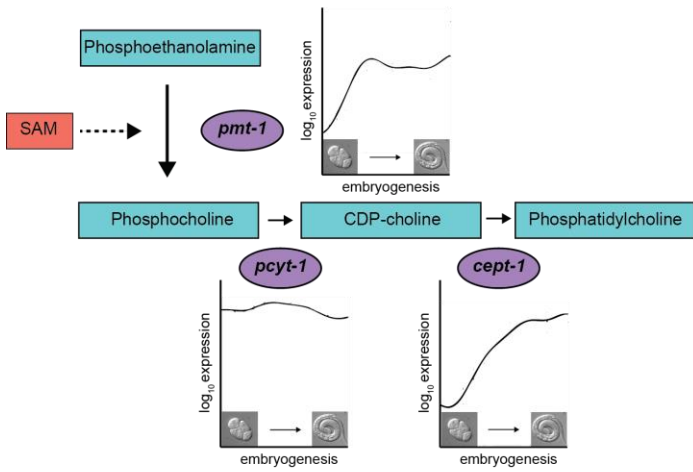 Phosphoethanolamine
SAM
pmt-1
log10 expression
embryogenesis
Phosphocholine
CDP-choline
Phosphatidylcholine
pcyt-1
cept-1
log10 expression
embryogenesis
log10 expression
embryogenesis